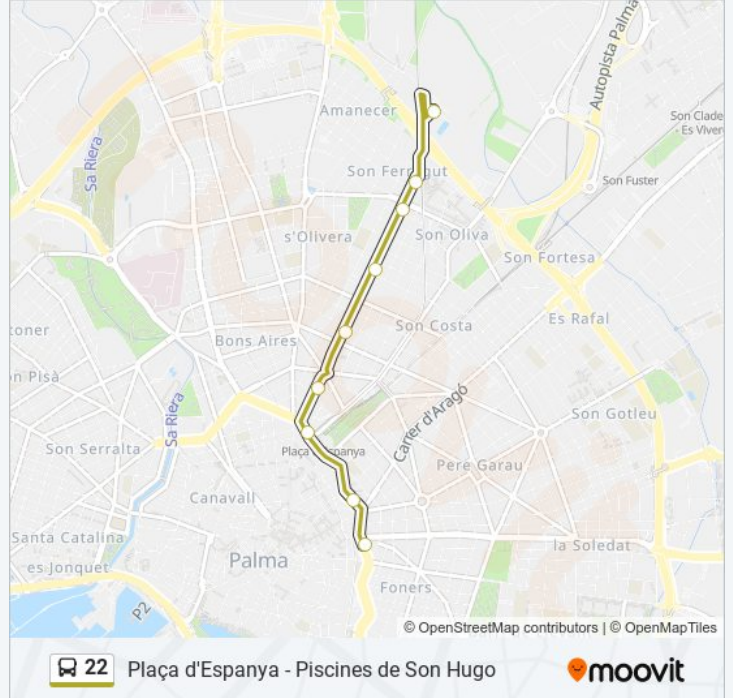 Autopista Palma
Amanecer
Son Clade
- Es Viver
Sa Riera
Son Ferragut
Son Fuster
s'Olivera
Son Oliva
Son Fortesa
toner
Son Costa
Es Rafal
Bons Aires
n Pisà
Sa Riera
Carrer d'Aragó
Son Gotleu
Son Serralta
Plaça d'Espanya
Pere Garau
Canavall
Santa Catalina
la Soledat
es Jonquet
Palma
Foners
P2
© OpenStreetMap contributors | © OpenMapTiles
22 Plaça d'Espanya - Piscines de Son Hugo
moovit